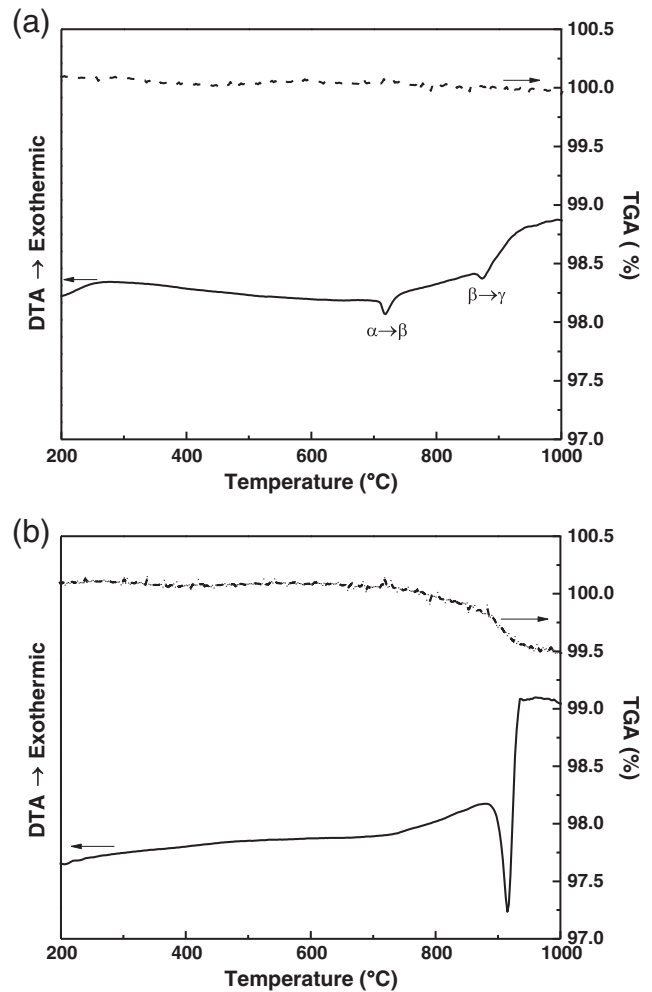 (a)
100.5
100.0
99.5
99.0
98.5
98.0
97.5
97.0
DTA → Exothermic
TGA ( %)
α→β
β→γ
200 400 600 800 1000
Temperature (°C)
(b)
100.5
100.0
99.5
99.0
98.5
98.0
97.5
97.0
DTA → Exothermic
TGA (%)
200 400 600 800 1000
Temperature (°C)